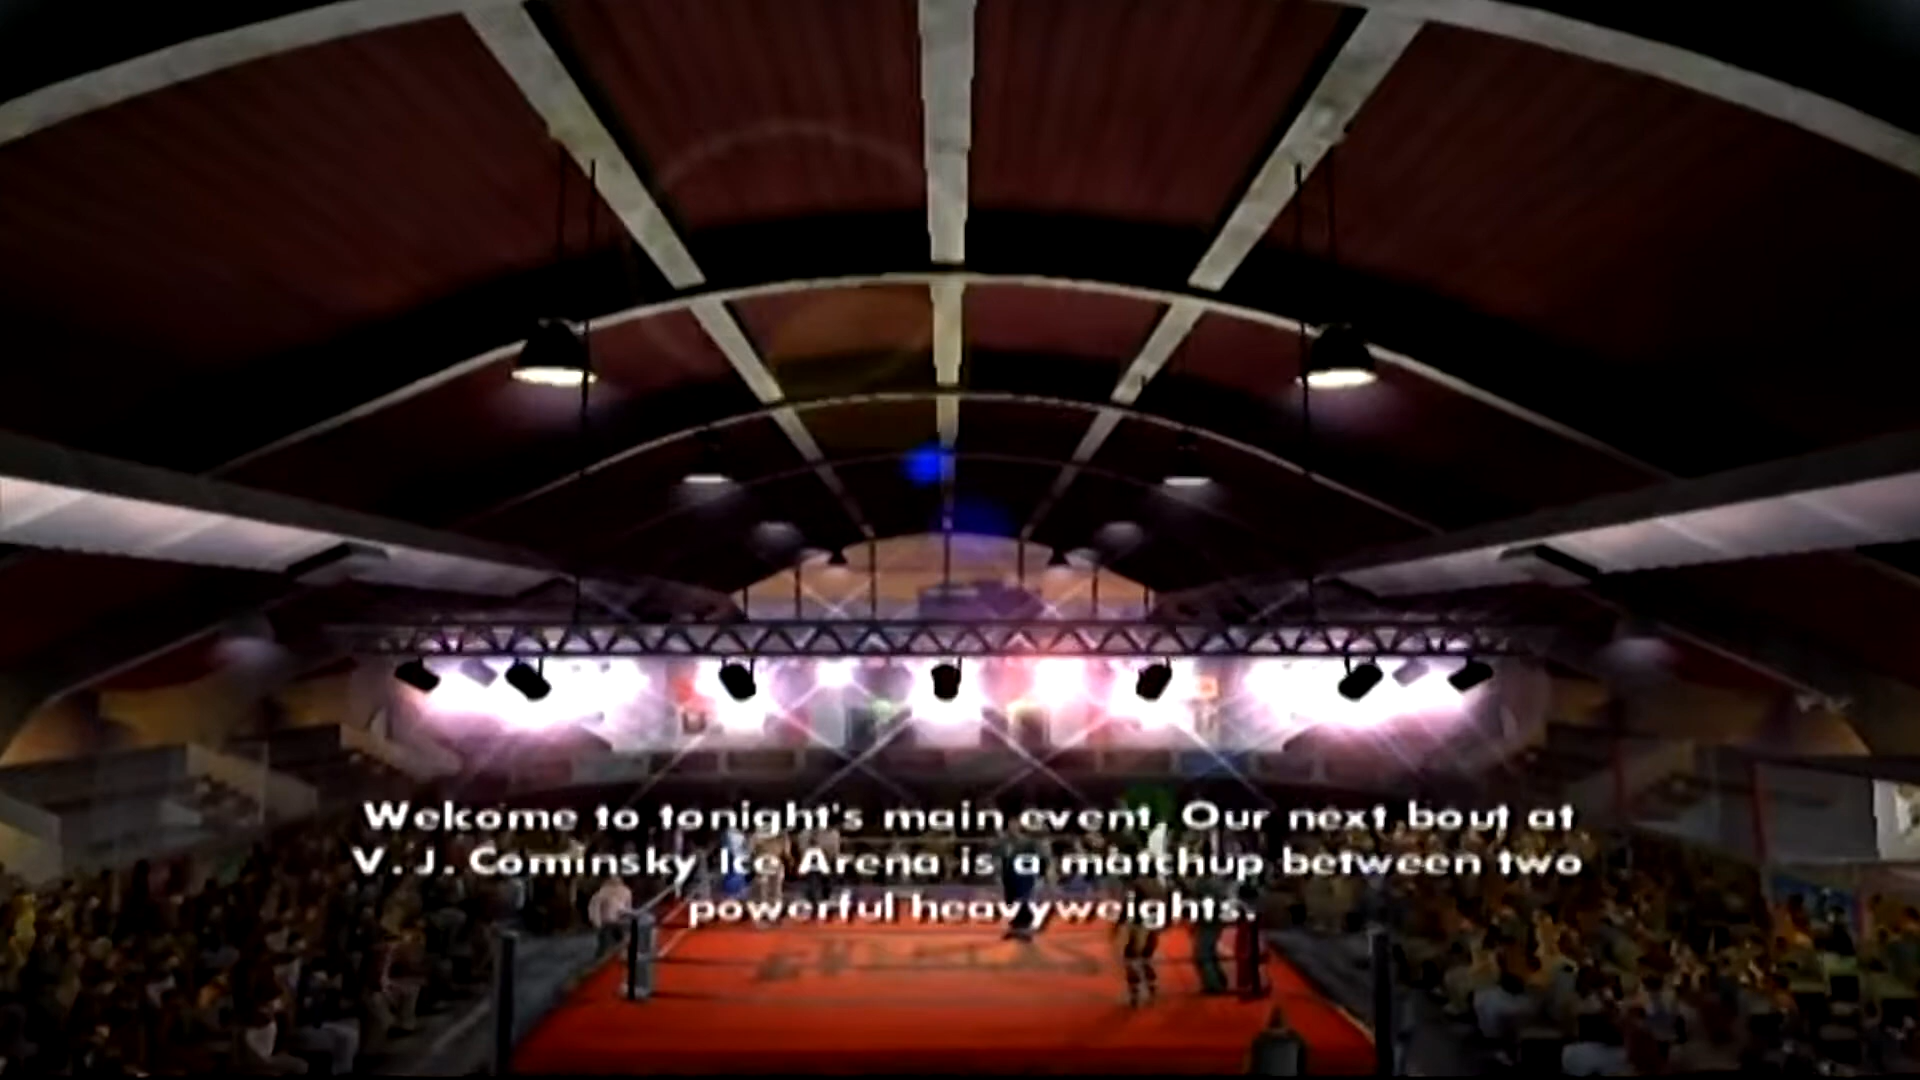 Welcome to tonight's main event. Our next bout at
V. J. Cominsky Ice Arena is a matchup between two
powerful heavyweights.